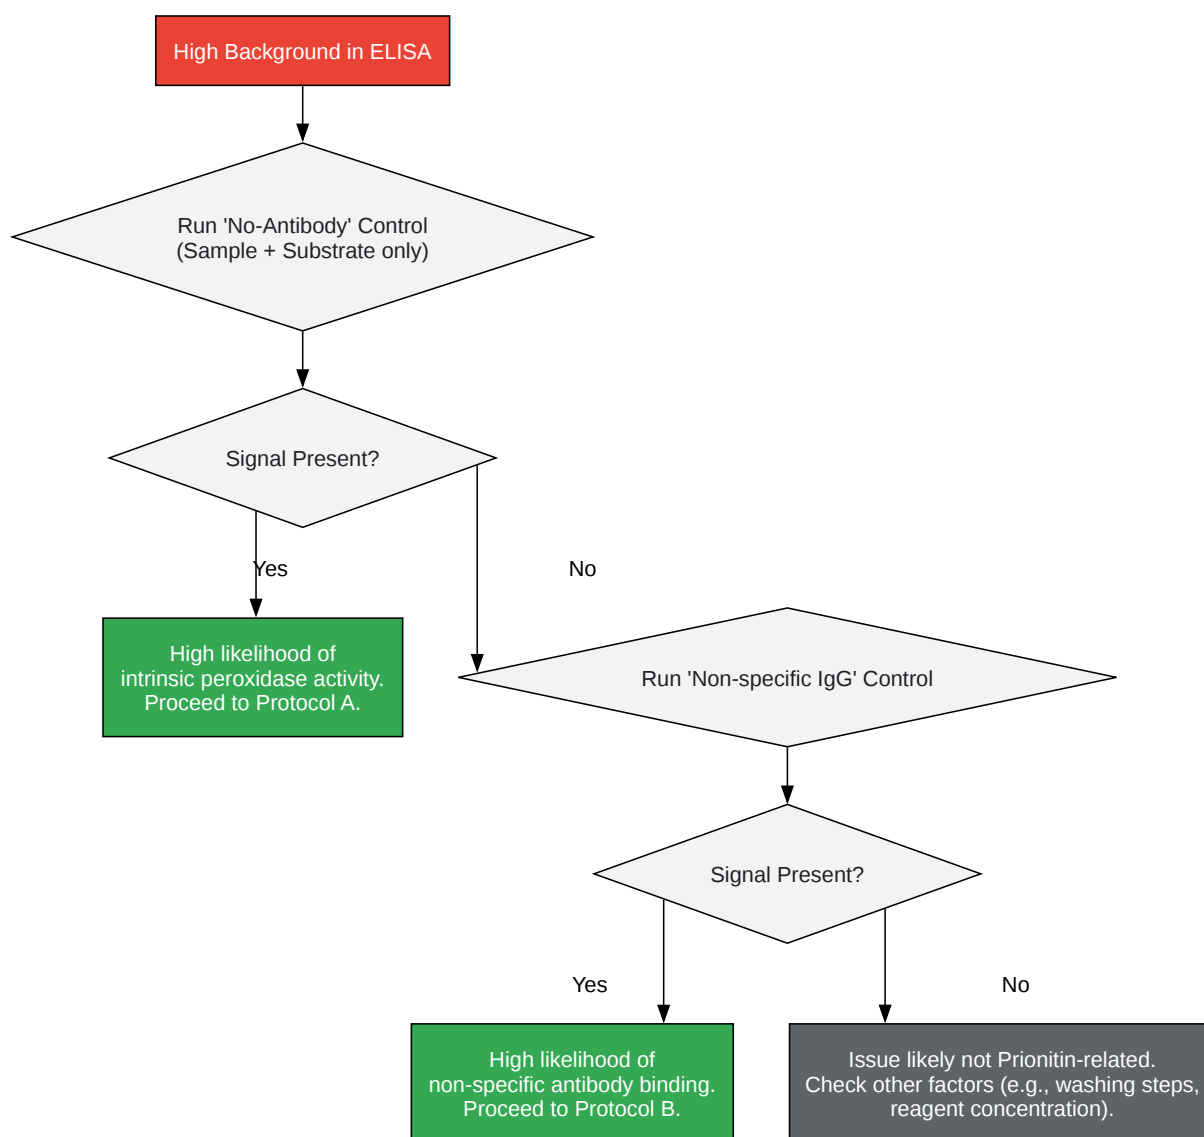 High Background in ELISA
Run 'No-Antibody' Control
(Sample + Substrate only)
Signal Present?
Yes
No
High likelihood of
intrinsic peroxidase activity.
Proceed to Protocol A.
Run 'Non-specific IgG' Control
Signal Present?
Yes
No
High likelihood of
non-specific antibody binding.
Proceed to Protocol B.
Issue likely not Prionitin-related.
Check other factors (e.g., washing steps,
reagent concentration).